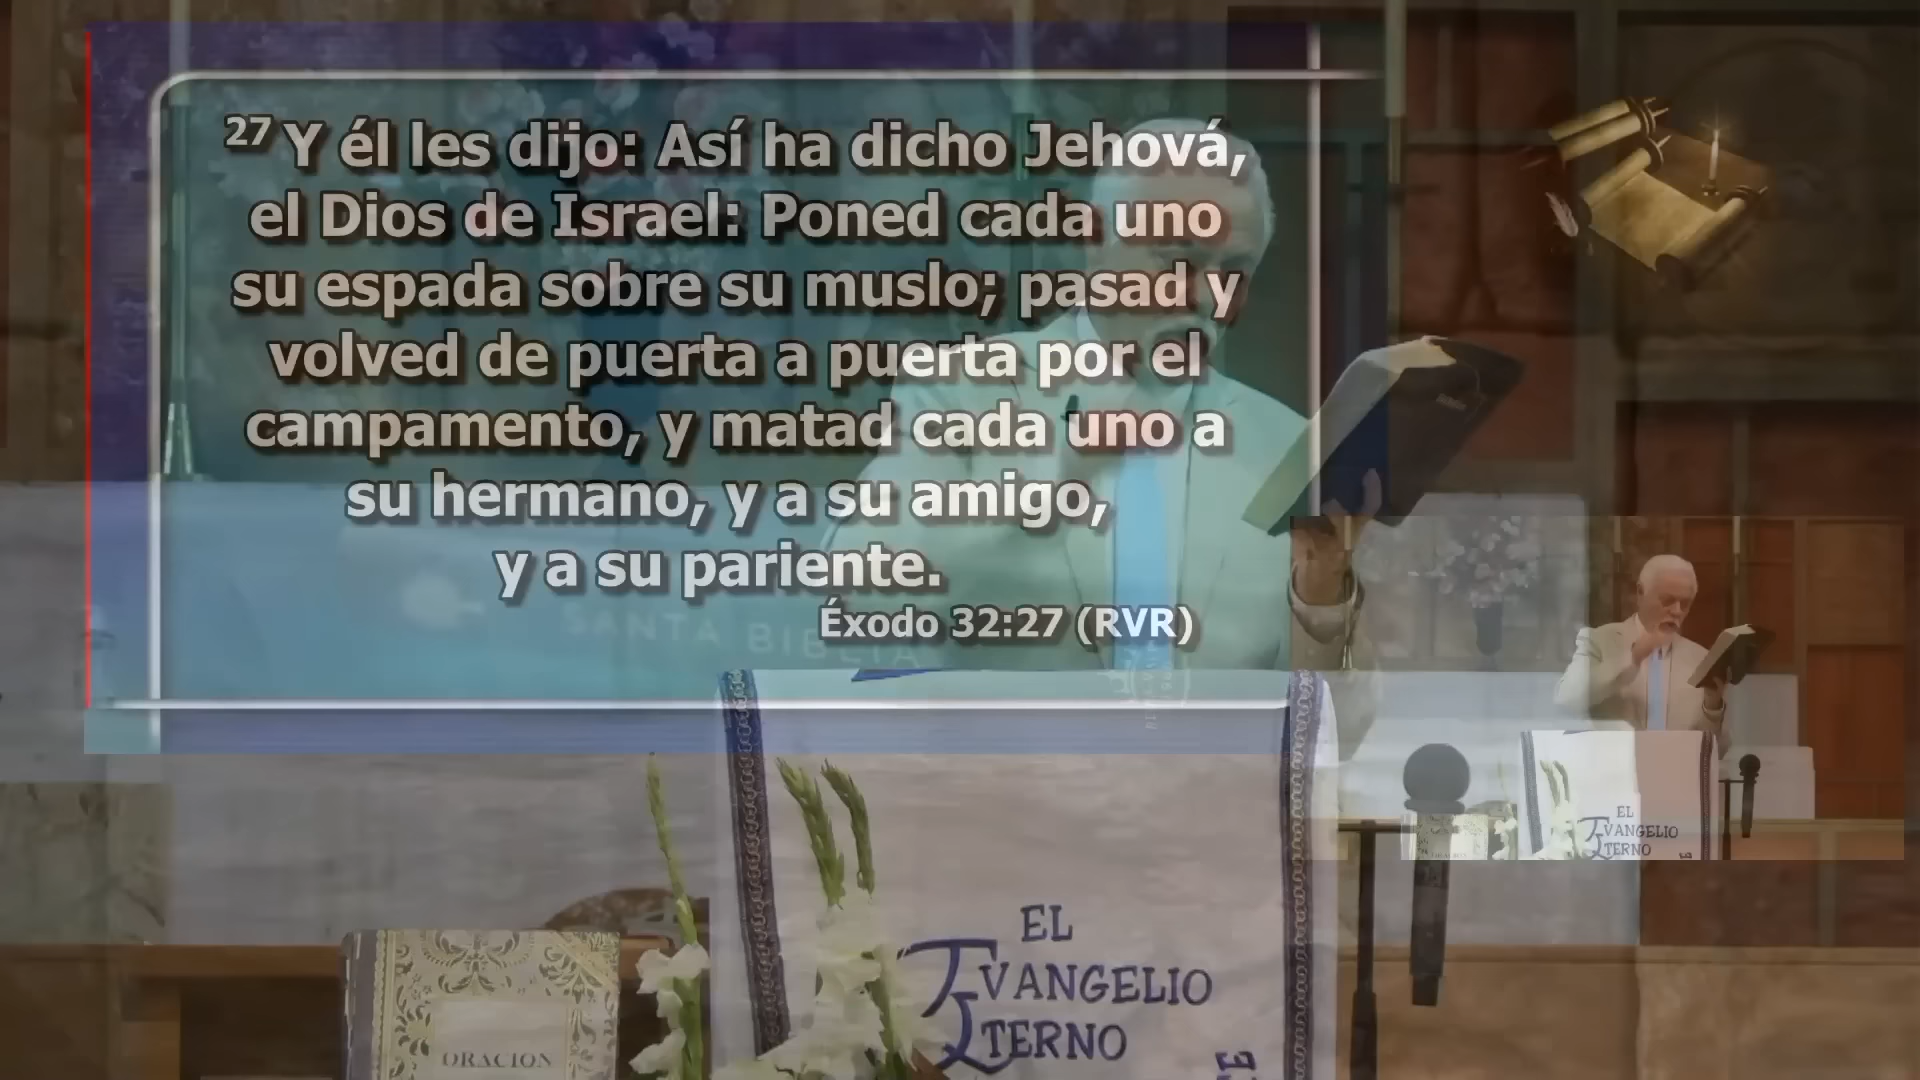 27 Y él les dijo: Así ha dicho Jehová,
el Dios de Israel: Poned cada uno
su espada sobre su muslo; pasad y
volved de puerta a puerta por el
campamento, y matad cada uno a
su hermano, y a su amigo,
y a su pariente.
Éxodo 32:27 (RVR)
SANTA BIBLIA
EL
EVANGELIO
ETERNO
ORACION
EL
EVANGELIO
ETERNO